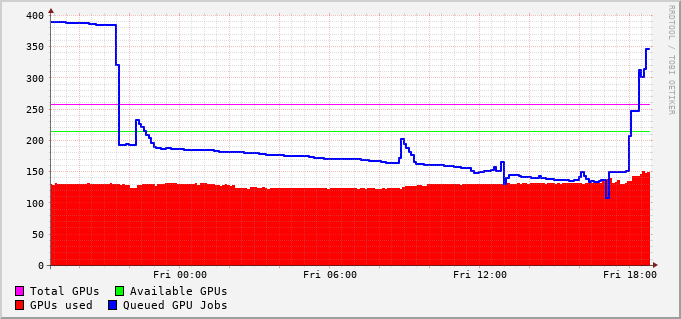 400
350
300
250
200
150
100
50
0
Fri 00:00 Fri 06:00 Fri 12:00 Fri 18:00
Total GPUs Available GPUs
GPUs used Queued GPU Jobs
RRDTOOL / TOBI OETIKER